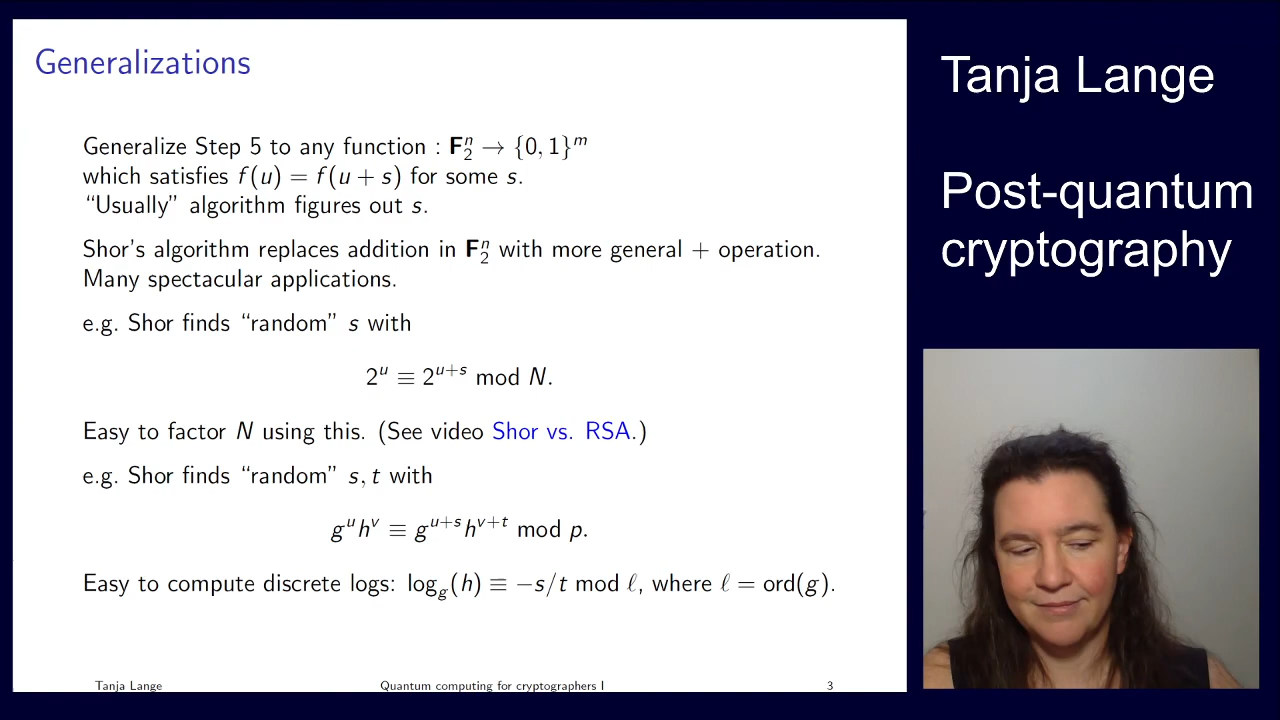 Generalizations
Generalize Step 5 to any function : F₂ⁿ → {0, 1}ᵐ
which satisfies f(u) = f(u + s) for some s.
“Usually” algorithm figures out s.
Shor's algorithm replaces addition in F₂ⁿ with more general + operation.
Many spectacular applications.
e.g. Shor finds “random” s with
2ᵘ ≡ 2ᵘ⁺ˢ mod N.
Easy to factor N using this. (See video Shor vs. RSA.)
e.g. Shor finds “random” s, t with
gᵘhᵛ ≡ gᵘ⁺ˢhᵛ⁺ᵗ mod p.
Easy to compute discrete logs: log_g(h) ≡ −s/t mod ℓ, where ℓ = ord(g).
Tanja Lange
Quantum computing for cryptographers I
3
Tanja Lange
Post-quantum
cryptography